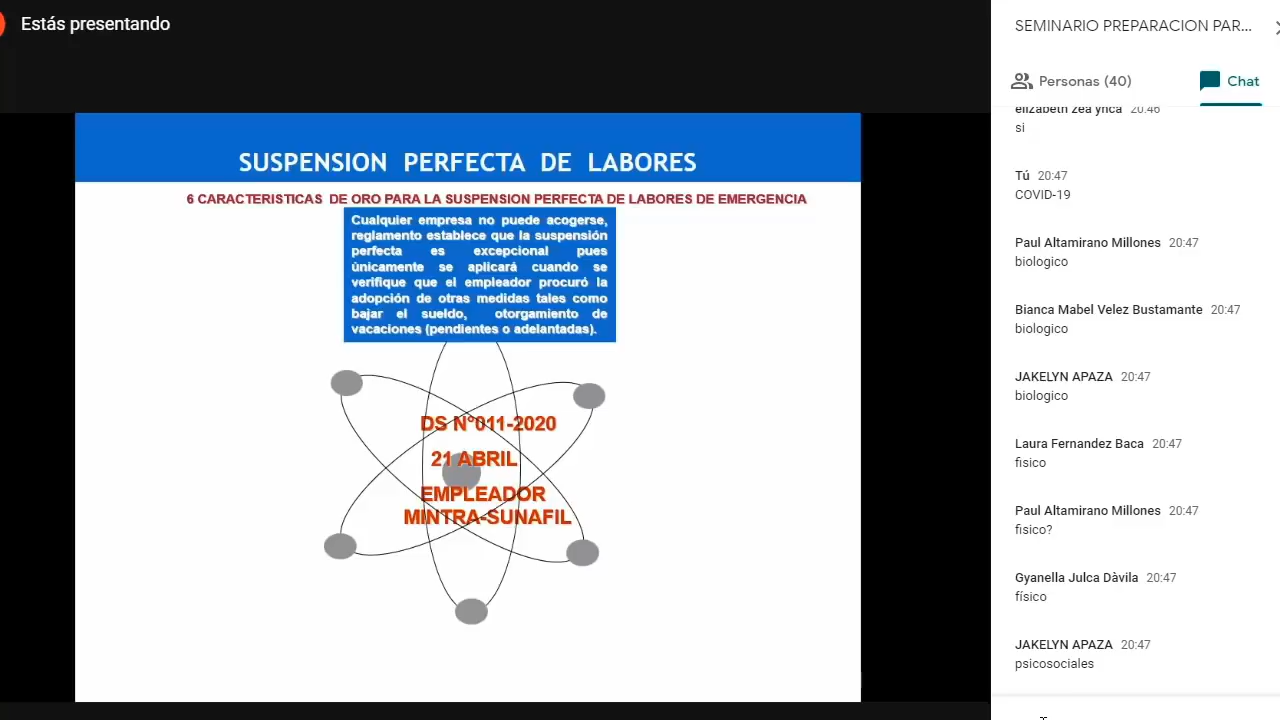 Estás presentando
SUSPENSION PERFECTA DE LABORES
6 CARACTERISTICAS DE ORO PARA LA SUSPENSION PERFECTA DE LABORES DE EMERGENCIA
Cualquier empresa no puede acogerse,
reglamento establece que la suspensión
perfecta es excepcional pues
únicamente se aplicará cuando se
verifique que el empleador procuró la
adopción de otras medidas tales como
bajar el sueldo, otorgamiento de
vacaciones (pendientes o adelantadas).
DS N°011-2020
21 ABRIL
EMPLEADOR
MINTRA-SUNAFIL
SEMINARIO PREPARACION PAR...
Personas (40)
Chat
elizabeth zea ynca 20:46
si
Tú 20:47
COVID-19
Paul Altamirano Millones 20:47
biologico
Bianca Mabel Velez Bustamante 20:47
biologico
JAKELYN APAZA 20:47
biologico
Laura Fernandez Baca 20:47
fisico
Paul Altamirano Millones 20:47
fisico?
Gyanella Julca Dàvila 20:47
físico
JAKELYN APAZA 20:47
psicosociales